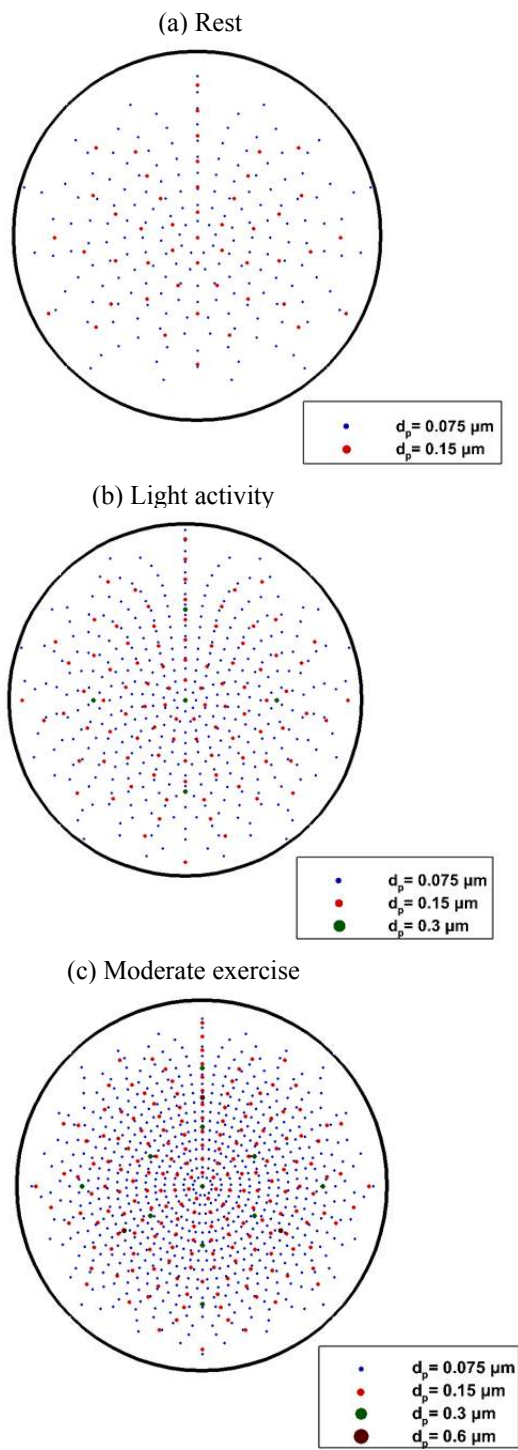 (a) Rest
dp= 0.075 μm
dp= 0.15 μm
(b) Light activity
dp= 0.075 μm
dp= 0.15 μm
dp= 0.3 μm
(c) Moderate exercise
dp= 0.075 μm
dp= 0.15 μm
dp= 0.3 μm
dp= 0.6 μm